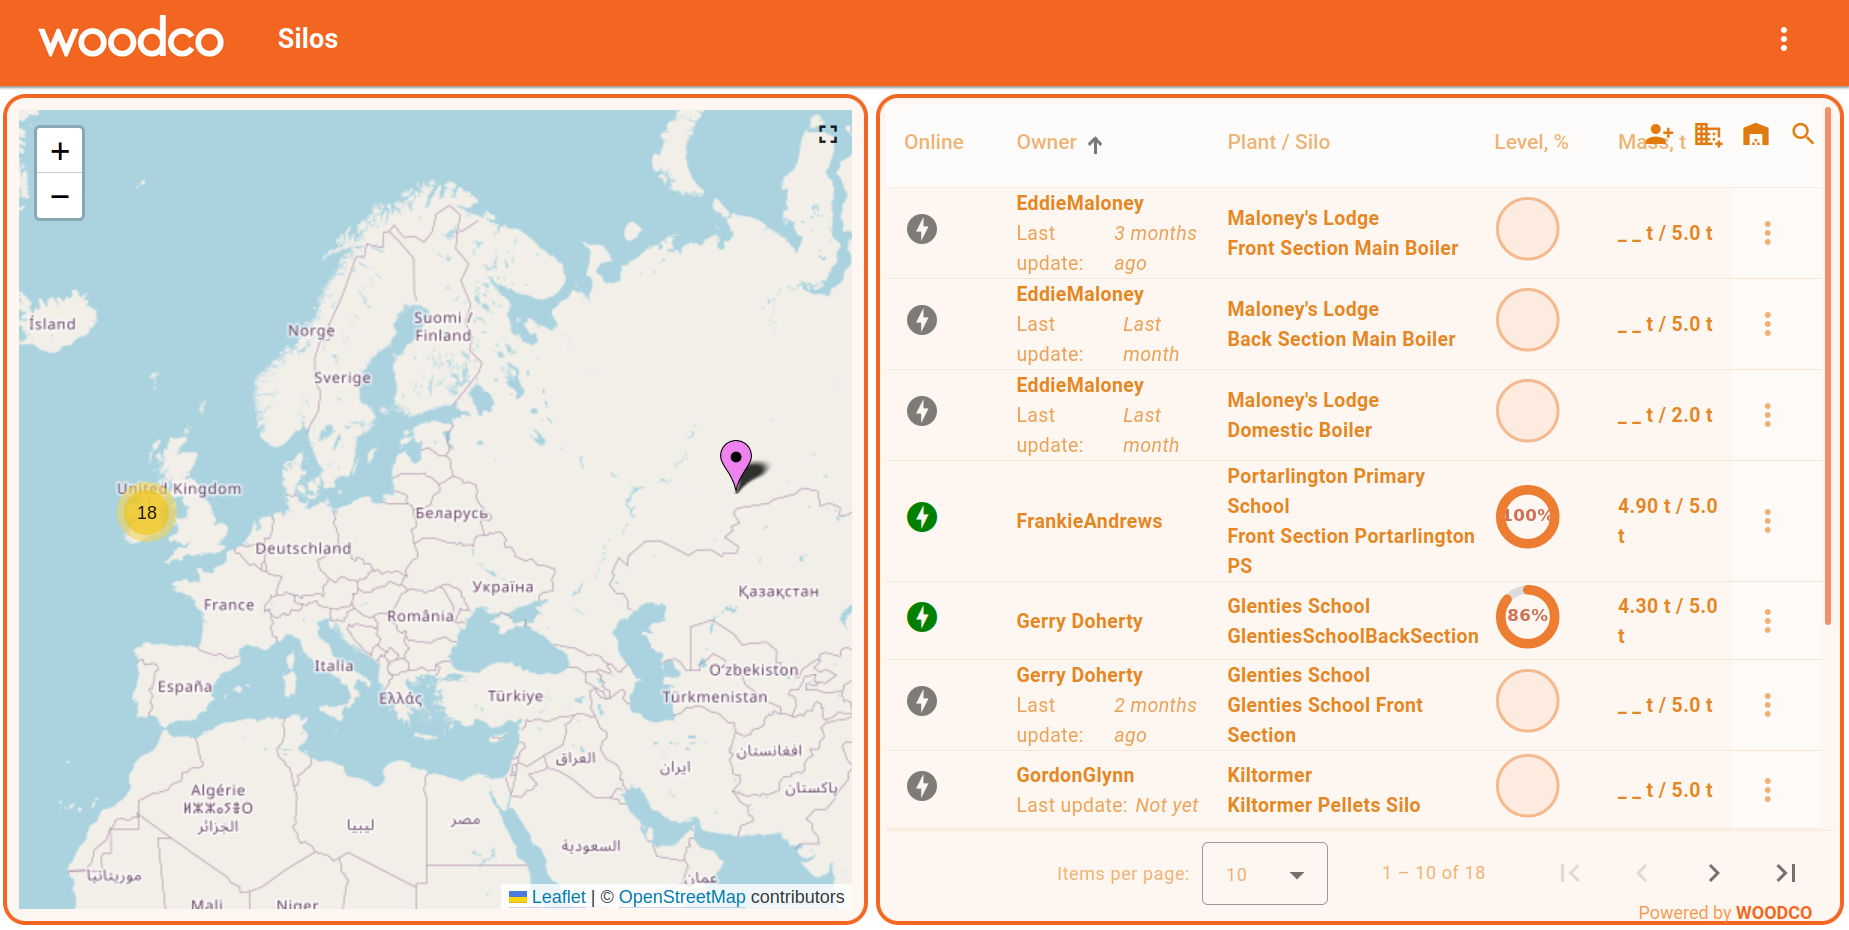 woodco
Silos
+
−
Ísland
Norge
Suomi /
Finland
Sverige
United Kingdom
18
Беларусь
Deutschland
Україна
Қазақстан
France
România
Italia
O'zbekiston
España
Ελλάς
Türkiye
Türkmenistan
افغانستان
العراق
ایران
پاکستان
Algérie
ⵍⵣⵣⴰⵢⴻⵔ
الجزائر
ليبيا
مصر
السعودية
موريتانيا
عمان
Mali
Niger
Leaflet | © OpenStreetMap contributors
Online
Owner
Plant / Silo
Level, %
Mass, t
EddieMaloney
Last update: 3 months ago
Maloney's Lodge
Front Section Main Boiler
_ _ t / 5.0 t
EddieMaloney
Last update: Last month
Maloney's Lodge
Back Section Main Boiler
_ _ t / 5.0 t
EddieMaloney
Last update: Last month
Maloney's Lodge
Domestic Boiler
_ _ t / 2.0 t
FrankieAndrews
Portarlington Primary
School
Front Section Portarlington
PS
100%
4.90 t / 5.0
t
Gerry Doherty
Glenties School
GlentiesSchoolBackSection
86%
4.30 t / 5.0
t
Gerry Doherty
Last update: 2 months ago
Glenties School
Glenties School Front
Section
_ _ t / 5.0 t
GordonGlynn
Last update: Not yet
Kiltormer
Kiltormer Pellets Silo
_ _ t / 5.0 t
Items per page:
10
1 – 10 of 18
Powered by WOODCO